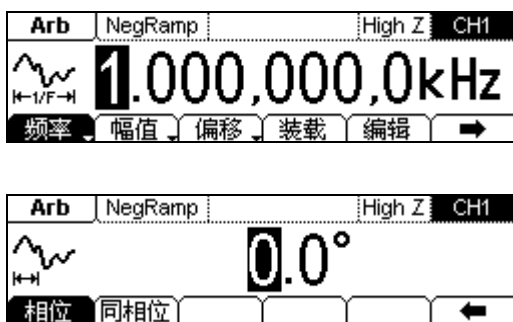 Arb NegRamp High Z CH1
1/F 1.000,000,0kHz
频率 幅值 偏移 装载 编辑
Arb NegRamp High Z CH1
0.0°
相位 同相位